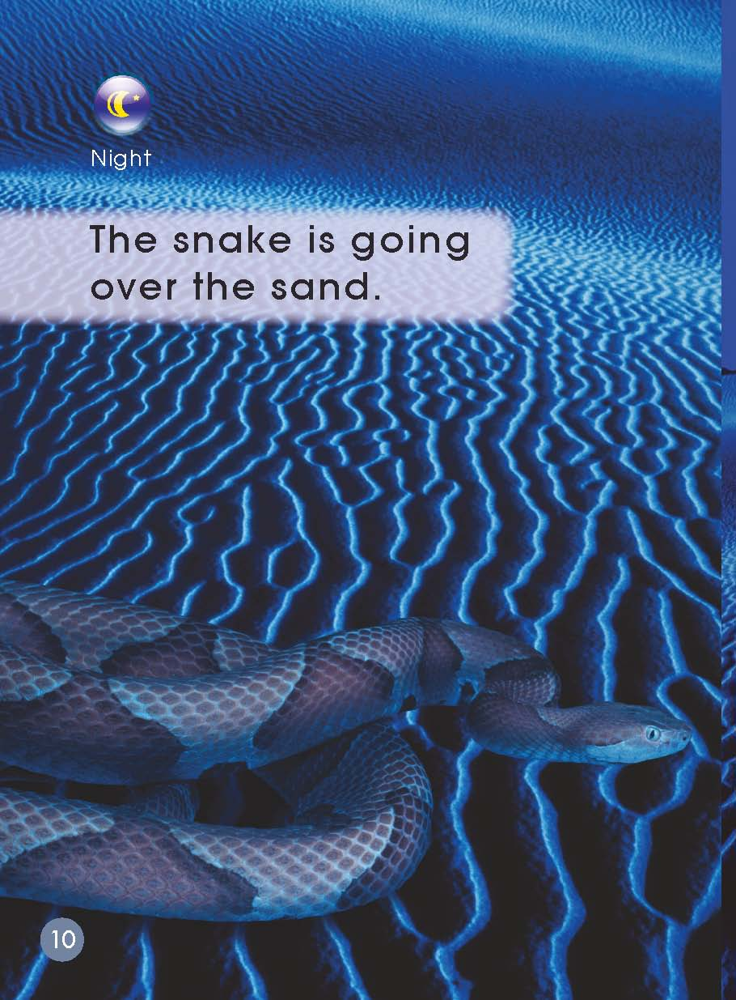 Night
The snake is going
over the sand.
10